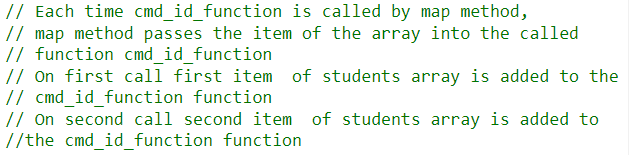 // Each time cmd_id_function is called by map method,
// map method passes the item of the array into the called
// function cmd_id_function
// On first call first item  of students array is added to the
// cmd_id_function function
// On second call second item  of students array is added to
//the cmd_id_function function